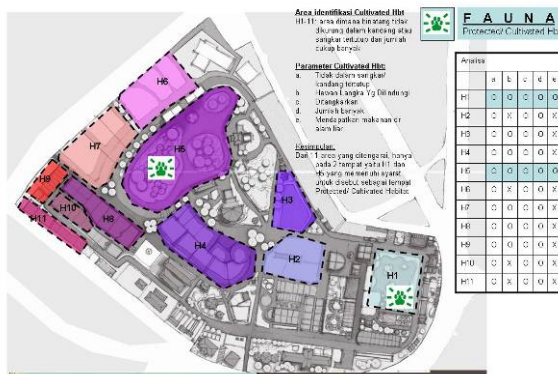 Area identifikasi Cultivated Hbt
H1-11: area dimana binatang tidak
dikurung dalam kandang atau
sangkar tertutup dan jumlah
cukup banyak
Parameter Cultivated Hbt:
a. Tidak dalam sangkar/
kandang tertutup
b. Hewan Langka Yg Dilindungi
c. Ditangkarkan
d. Jumlah banyak
e. Mendapatkan makanan dr
alam liar
Kesimpulan:
Dari 11 area yang ditengarai, hanya
pada 2 tempat yaitu H1 dan
H5 yang memenuhi syarat
untuk disebut sebagai tempat
Protected/ Cultivated Habitat
FAUNA
Protected/ Cultivated Hb
Analisa
a b c d e
H1 O O O O O
H2 O X O O X
H3 O O O O X
H4 O O O O X
H5 O O O O O
H6 O X O O X
H7 O O O O X
H8 O O O O X
H9 O O O O X
H10 O X O O X
H11 O X O O X
H6
H7
H5
H9
H3
H10
H11
H8
H4
H2
H1